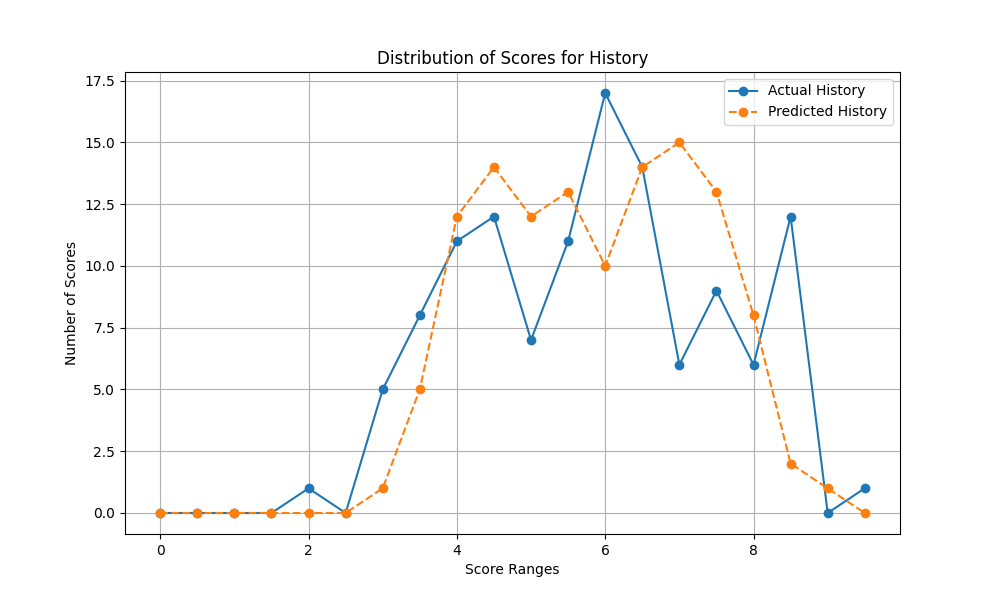 Distribution of Scores for History
Actual History
Predicted History
17.5
15.0
12.5
10.0
7.5
5.0
2.5
0.0
Number of Scores
0 2 4 6 8
Score Ranges